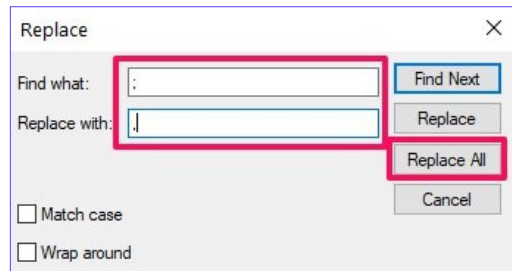 Replace
Find what: ; Find Next
Replace with: , Replace
Replace All
Cancel
Match case
Wrap around